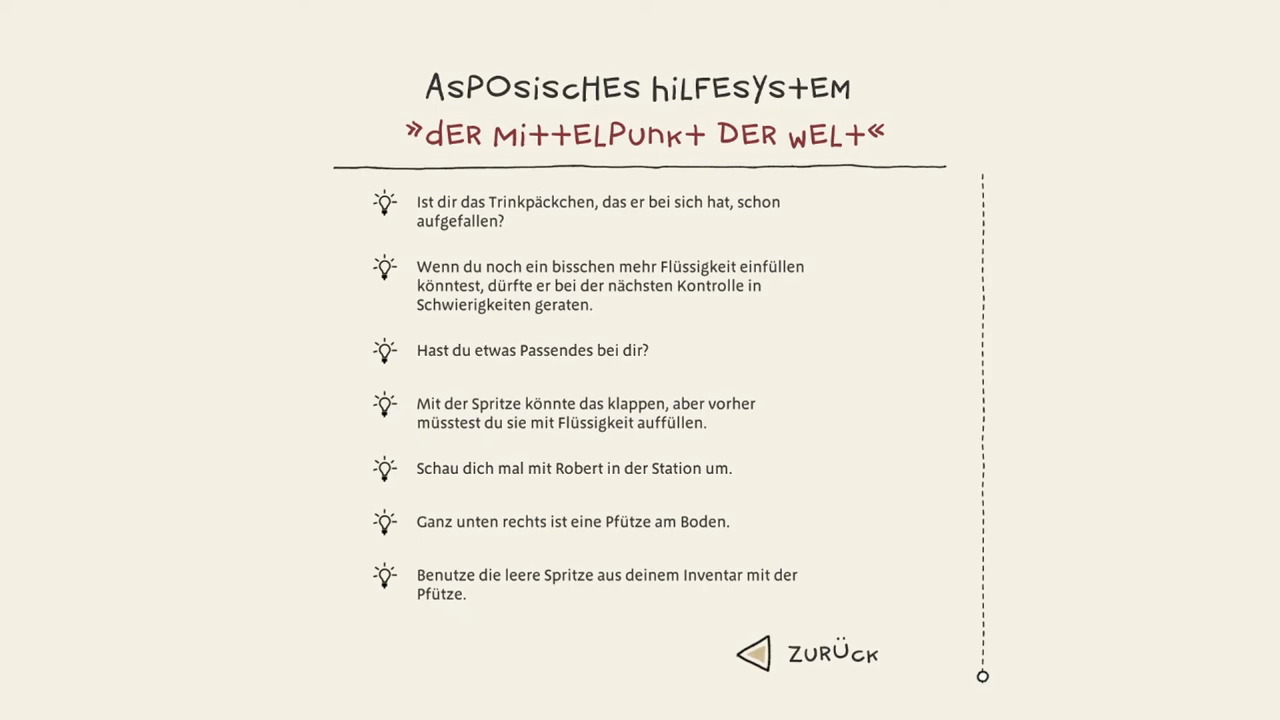 Asposisches Hilfesystem
»Der Mittelpunkt der Welt«
Ist dir das Trinkpäckchen, das er bei sich hat, schon
aufgefallen?
Wenn du noch ein bisschen mehr Flüssigkeit einfüllen
könntest, dürfte er bei der nächsten Kontrolle in
Schwierigkeiten geraten.
Hast du etwas Passendes bei dir?
Mit der Spritze könnte das klappen, aber vorher
müsstest du sie mit Flüssigkeit auffüllen.
Schau dich mal mit Robert in der Station um.
Ganz unten rechts ist eine Pfütze am Boden.
Benutze die leere Spritze aus deinem Inventar mit der
Pfütze.
Zurück